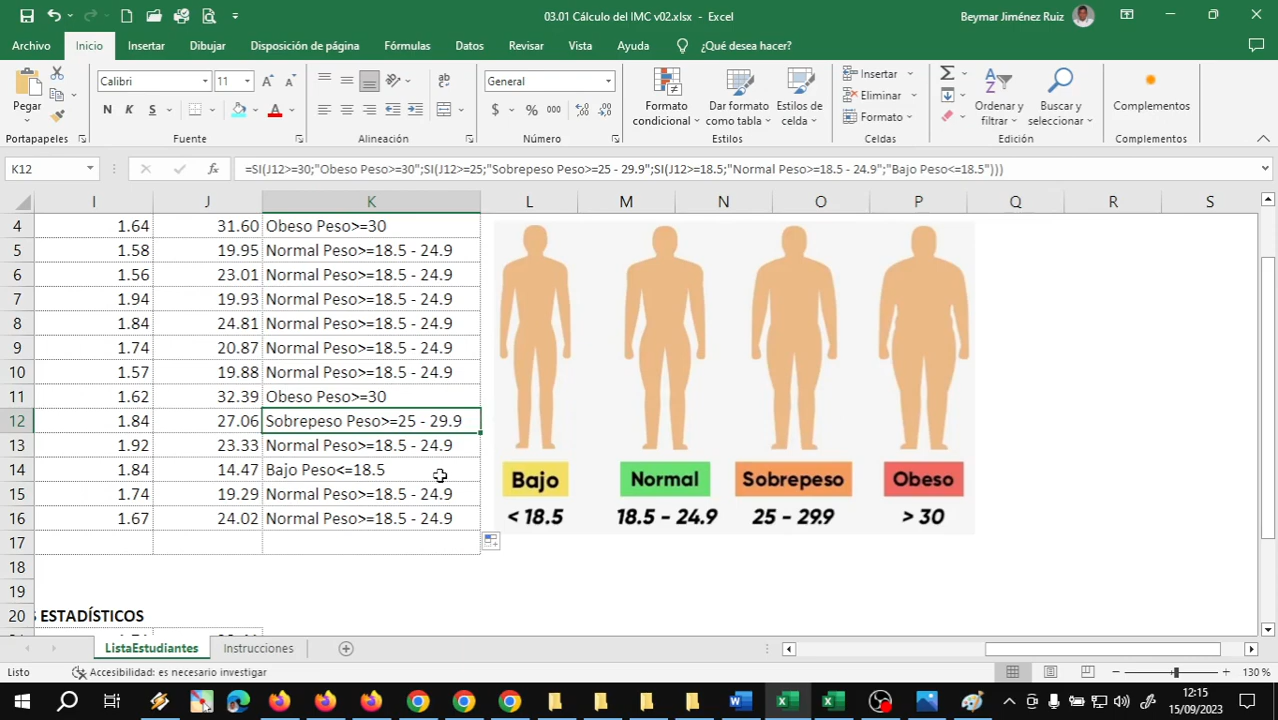 03.01 Cálculo del IMC v02.xlsx - Excel
Beymar Jiménez Ruiz
Archivo Inicio Insertar Dibujar Disposición de página Fórmulas Datos Revisar Vista Ayuda ¿Qué desea hacer?
Pegar
Calibri 11
N K S
General
$ % 000
Formato condicional
Dar formato como tabla
Estilos de celda
Insertar
Eliminar
Formato
Ordenar y filtrar
Buscar y seleccionar
Complementos
Portapapeles Fuente Alineación Número Estilos Celdas Edición Complementos
K12 fx =SI(J12>=30;"Obeso Peso>=30";SI(J12>=25;"Sobrepeso Peso>=25 - 29.9";SI(J12>=18.5;"Normal Peso>=18.5 - 24.9";"Bajo Peso<=18.5")))
I J K L M N O P Q R S
4 1.64 31.60 Obeso Peso>=30
5 1.58 19.95 Normal Peso>=18.5 - 24.9
6 1.56 23.01 Normal Peso>=18.5 - 24.9
7 1.94 19.93 Normal Peso>=18.5 - 24.9
8 1.84 24.81 Normal Peso>=18.5 - 24.9
9 1.74 20.87 Normal Peso>=18.5 - 24.9
10 1.57 19.88 Normal Peso>=18.5 - 24.9
11 1.62 32.39 Obeso Peso>=30
12 1.84 27.06 Sobrepeso Peso>=25 - 29.9
13 1.92 23.33 Normal Peso>=18.5 - 24.9
14 1.84 14.47 Bajo Peso<=18.5
15 1.74 19.29 Normal Peso>=18.5 - 24.9
16 1.67 24.02 Normal Peso>=18.5 - 24.9
17
18
19
20 ESTADÍSTICOS
Bajo Normal Sobrepeso Obeso
< 18.5 18.5 - 24.9 25 - 29.9 > 30
ListaEstudiantes Instrucciones
Listo Accesibilidad: es necesario investigar 130 %
12:15
15/09/2023